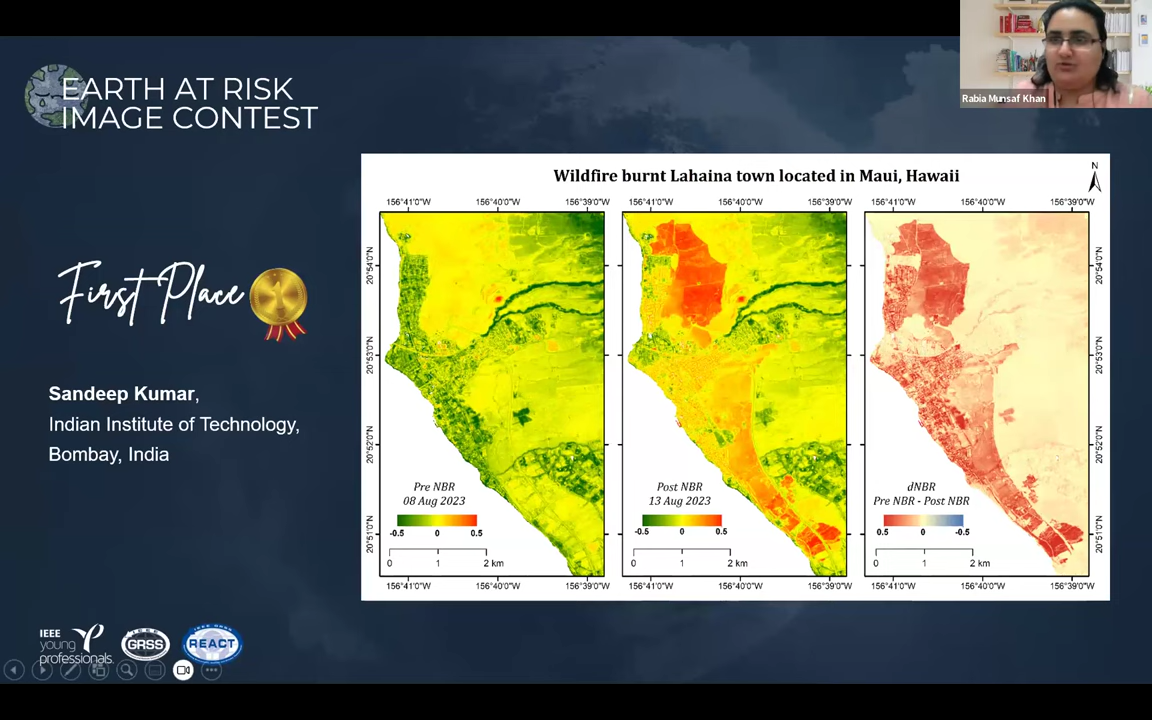 EARTH AT RISK
IMAGE CONTEST
Rabia Munsaf Khan
First Place
Sandeep Kumar,
Indian Institute of Technology,
Bombay, India
Wildfire burnt Lahaina town located in Maui, Hawaii
N
156°41'0"W 156°40'0"W 156°39'0"W
156°41'0"W 156°40'0"W 156°39'0"W
156°41'0"W 156°40'0"W 156°39'0"W
20°54'0"N
20°53'0"N
20°52'0"N
20°51'0"N
Pre NBR
08 Aug 2023
-0.5 0 0.5
0 1 2 km
156°41'0"W 156°40'0"W 156°39'0"W
Post NBR
13 Aug 2023
-0.5 0 0.5
0 1 2 km
156°41'0"W 156°40'0"W 156°39'0"W
dNBR
Pre NBR - Post NBR
0.5 0 -0.5
0 1 2 km
156°41'0"W 156°40'0"W 156°39'0"W
20°54'0"N
20°53'0"N
20°52'0"N
20°51'0"N
IEEE
young
professionals
GRSS
IEEE GRSS
REACT